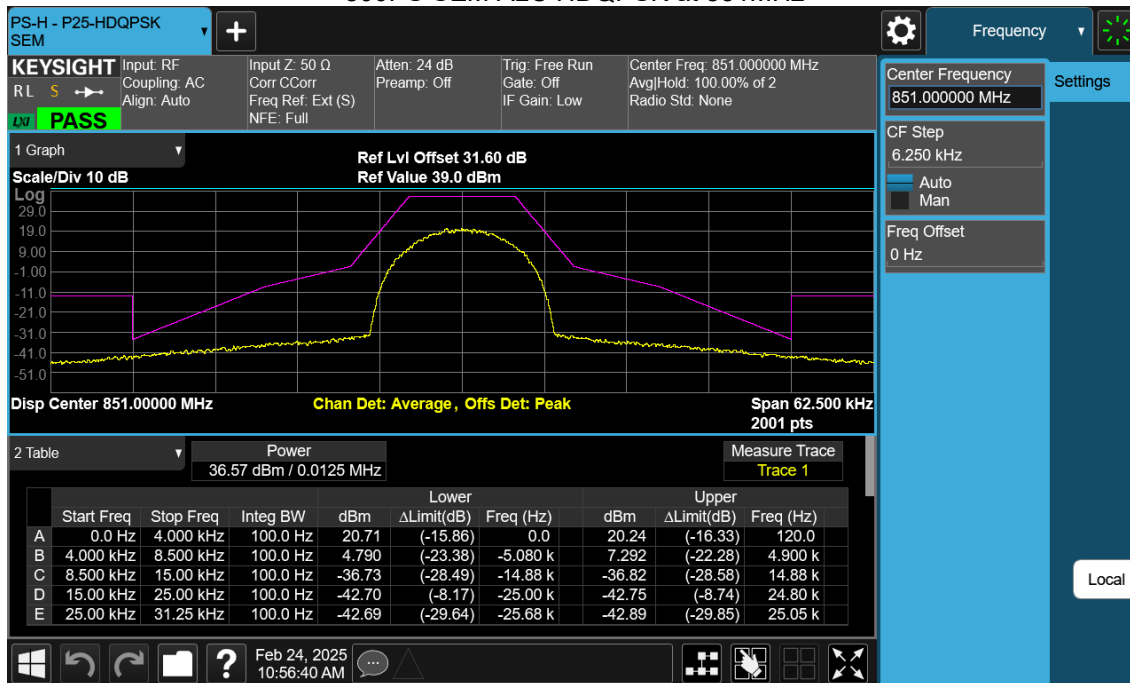 PS-H - P25-HDQPSK
SEM
Frequency
KEYSIGHT Input: RF Input Z: 50 Ω Atten: 24 dB Trig: Free Run Center Freq: 851.000000 MHz
RL S Coupling: AC Corr CCorr Preamp: Off Gate: Off Avg|Hold: 100.00% of 2
Align: Auto Freq Ref: Ext (S) IF Gain: Low Radio Std: None
LXI PASS NFE: Full
Center Frequency
851.000000 MHz
Settings
CF Step
6.250 kHz
Auto
Man
Freq Offset
0 Hz
1 Graph
Ref Lvl Offset 31.60 dB
Scale/Div 10 dB Ref Value 39.0 dBm
Log
29.0
19.0
9.00
-1.00
-11.0
-21.0
-31.0
-41.0
-51.0
Disp Center 851.00000 MHz Chan Det: Average, Offs Det: Peak Span 62.500 kHz
2001 pts
2 Table Power Measure Trace
36.57 dBm / 0.0125 MHz Trace 1
Lower Upper
Start Freq Stop Freq Integ BW dBm ΔLimit(dB) Freq (Hz) dBm ΔLimit(dB) Freq (Hz)
A 0.0 Hz 4.000 kHz 100.0 Hz 20.71 (-15.86) 0.0 20.24 (-16.33) 120.0
B 4.000 kHz 8.500 kHz 100.0 Hz 4.790 (-23.38) -5.080 k 7.292 (-22.28) 4.900 k
C 8.500 kHz 15.00 kHz 100.0 Hz -36.73 (-28.49) -14.88 k -36.82 (-28.58) 14.88 k
D 15.00 kHz 25.00 kHz 100.0 Hz -42.70 (-8.17) -25.00 k -42.75 (-8.74) 24.80 k
E 25.00 kHz 31.25 kHz 100.0 Hz -42.69 (-29.64) -25.68 k -42.89 (-29.85) 25.05 k
Local
? Feb 24, 2025
10:56:40 AM